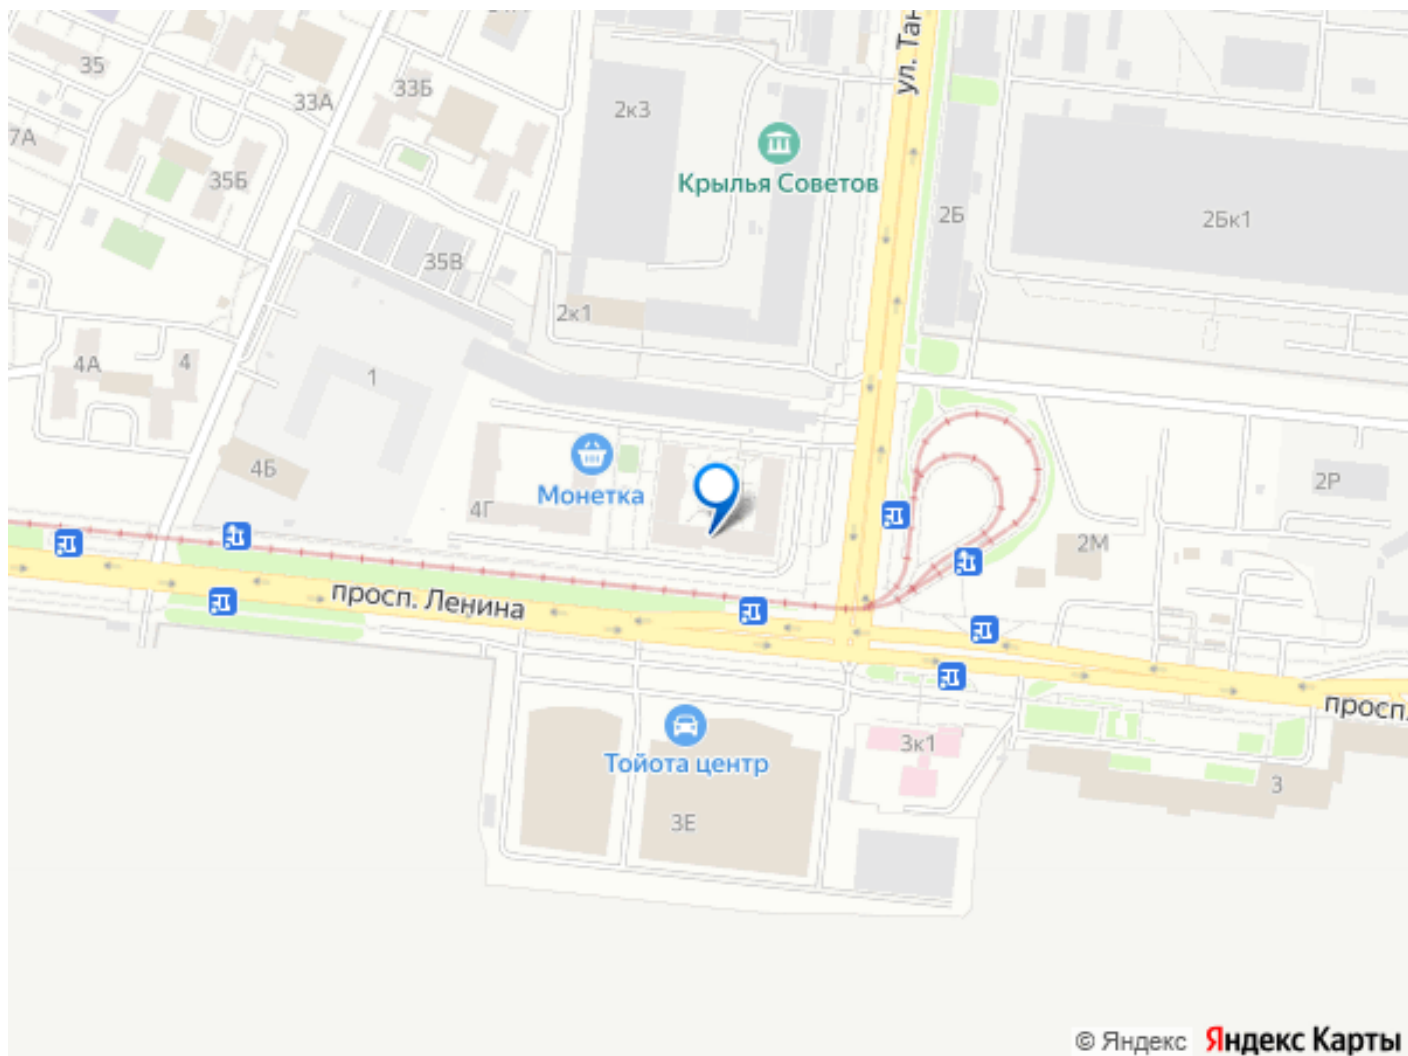 35
33А
33Б
2к3
ул. Тан
7А
35Б
Крылья Советов
2Б
2Бк1
35В
2к1
4А
4
1
4Б
Монетка
4Г
2Р
2М
просп. Ленина
просп.
Тойота центр
3к1
3
3Е
© Яндекс Яндекс Карты